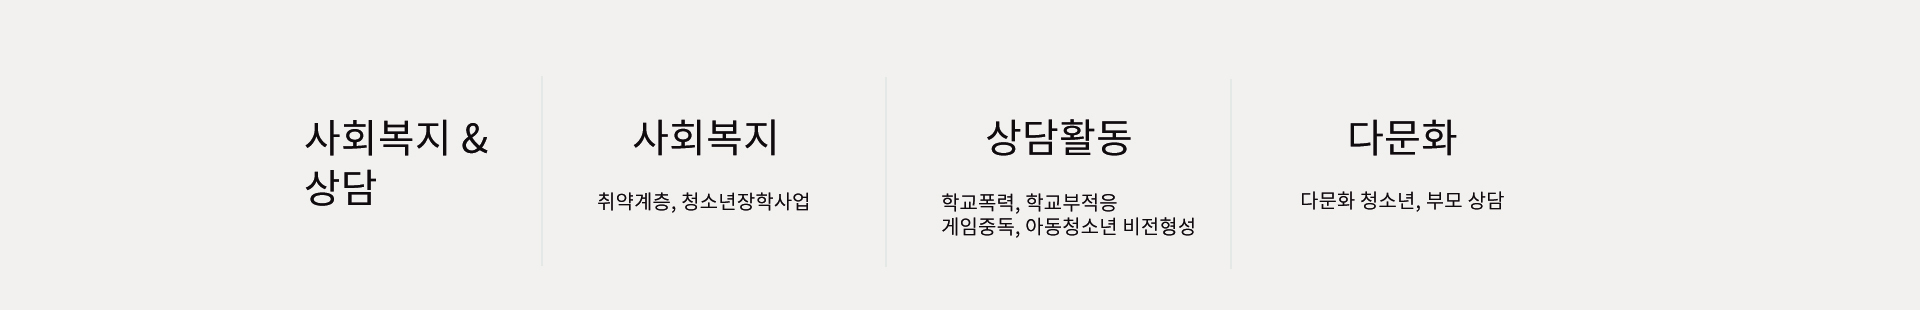 사회복지 &
상담
사회복지
취약계층, 청소년장학사업
상담활동
학교폭력, 학교부적응
게임중독, 아동청소년 비전형성
다문화
다문화 청소년, 부모 상담